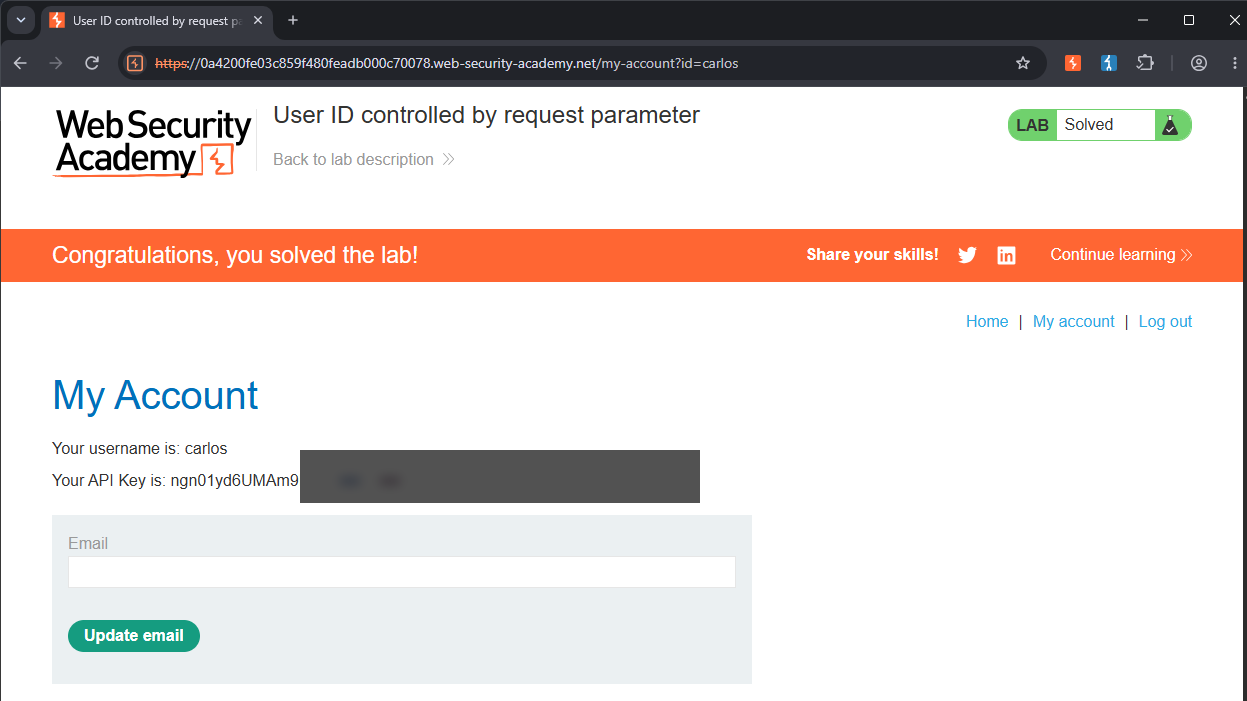 User ID controlled by request pa
https://0a4200fe03c859f480feadb000c70078.web-security-academy.net/my-account?id=carlos
Web Security
Academy
User ID controlled by request parameter
Back to lab description
LAB Solved
Congratulations, you solved the lab!
Share your skills!
Continue learning
Home | My account | Log out
My Account
Your username is: carlos
Your API Key is: ngn01yd6UMAm9
Email
Update email